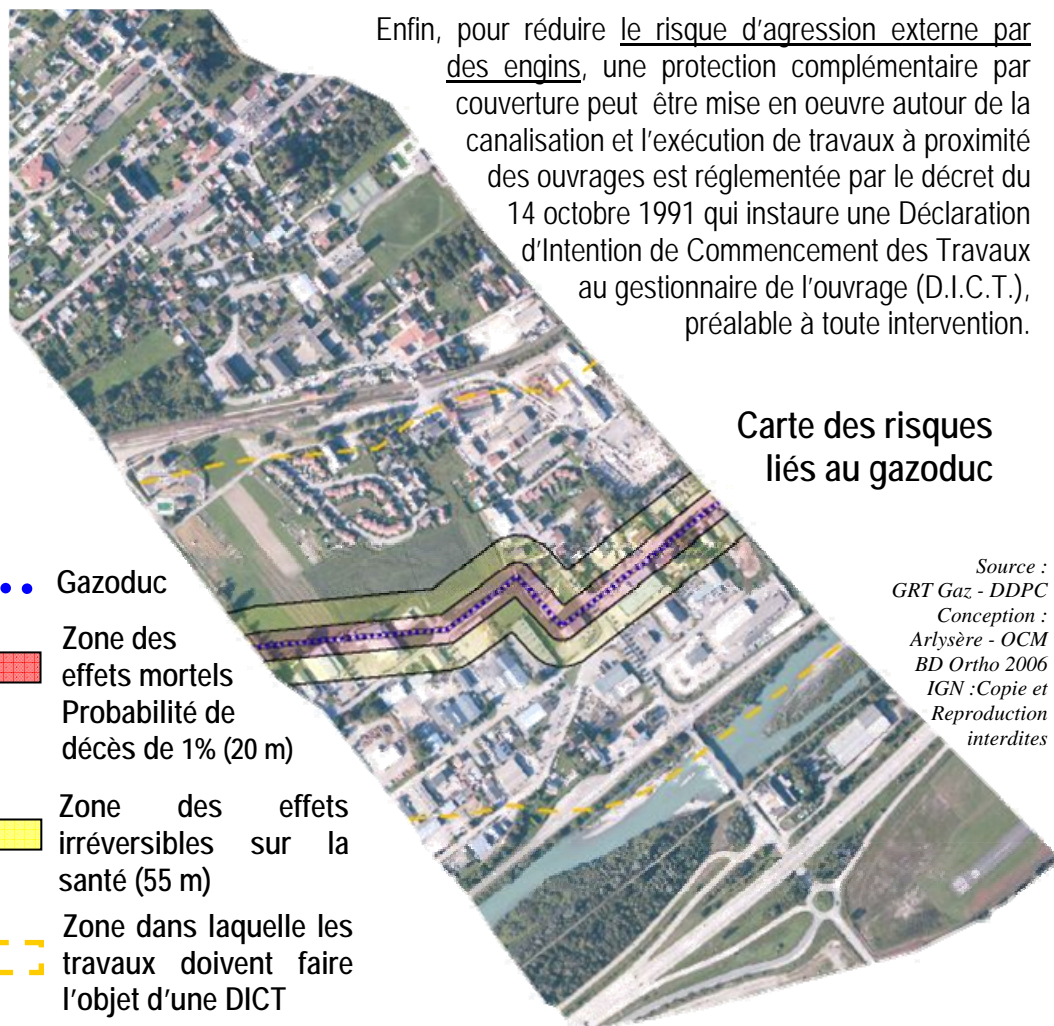 Enfin, pour réduire le risque d'agression externe par
des engins, une protection complémentaire par
couverture peut être mise en oeuvre autour de la
canalisation et l'exécution de travaux à proximité
des ouvrages est réglementée par le décret du
14 octobre 1991 qui instaure une Déclaration
d'Intention de Commencement des Travaux
au gestionnaire de l'ouvrage (D.I.C.T.),
préalable à toute intervention.
Carte des risques
liés au gazoduc
Source :
GRT Gaz - DDPC
Conception :
Arlysère - OCM
BD Ortho 2006
IGN :Copie et
Reproduction
interdites
Gazoduc
Zone des
effets mortels
Probabilité de
décès de 1% (20 m)
Zone des effets
irréversibles sur la
santé (55 m)
Zone dans laquelle les
travaux doivent faire
l'objet d'une DICT